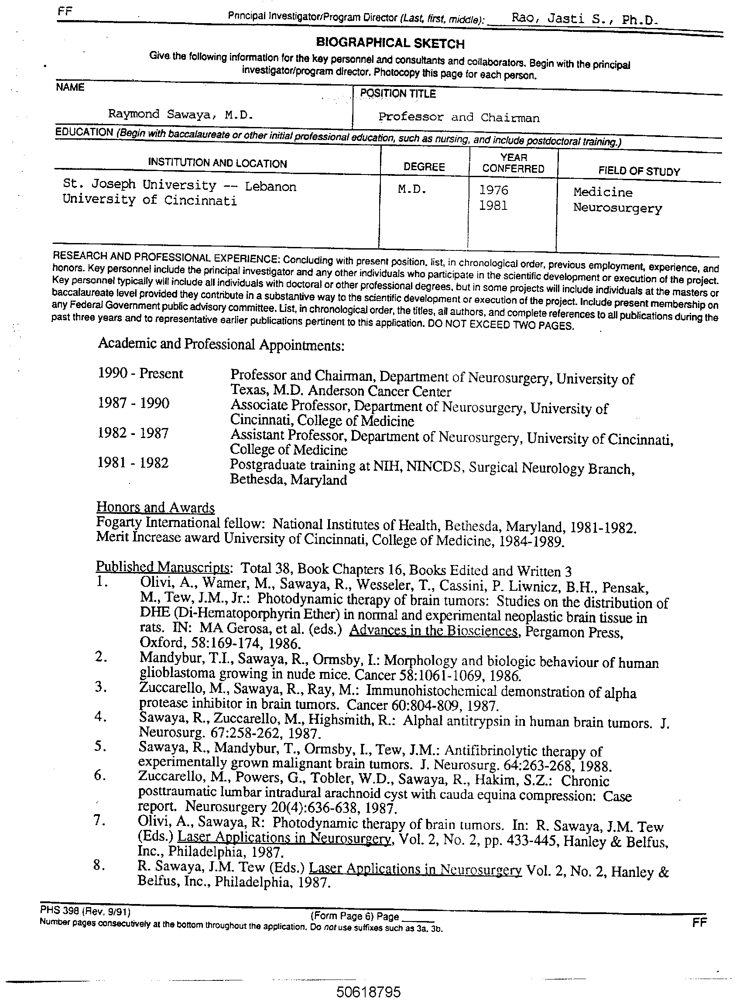 FF
Principal Investigator/Program Director (Last, first, middle): Rao, Jasti S., Ph.D.
BIOGRAPHICAL SKETCH
Give the following information for the key personnel and consultants and collaborators. Begin with the principal
investigator/program director. Photocopy this page for each person.
NAME
POSITION TITLE
Raymond Sawaya, M.D.
Professor and Chairman
EDUCATION (Begin with baccalaureate or other initial professional education, such as nursing, and include postdoctoral training.)
INSTITUTION AND LOCATION DEGREE YEAR CONFERRED FIELD OF STUDY
St. Joseph University -- Lebanon M.D. 1976 Medicine
University of Cincinnati 1981 Neurosurgery
RESEARCH AND PROFESSIONAL EXPERIENCE: Concluding with present position, list, in chronological order, previous employment, experience, and
honors. Key personnel include the principal investigator and any other individuals who participate in the scientific development or execution of the project.
Key personnel typically will include all individuals with doctoral or other professional degrees, but in some projects will include individuals at the masters or
baccalaureate level provided they contribute in a substantive way to the scientific development or execution of the project. Include present membership on
any Federal Government public advisory committee. List, in chronological order, the titles, all authors, and complete references to all publications during the
past three years and to representative earlier publications pertinent to this application. DO NOT EXCEED TWO PAGES.
Academic and Professional Appointments:
1990 - Present Professor and Chairman, Department of Neurosurgery, University of
Texas, M.D. Anderson Cancer Center
1987 - 1990 Associate Professor, Department of Neurosurgery, University of
Cincinnati, College of Medicine
1982 - 1987 Assistant Professor, Department of Neurosurgery, University of Cincinnati,
College of Medicine
1981 - 1982 Postgraduate training at NIH, NINCDS, Surgical Neurology Branch,
Bethesda, Maryland
Honors and Awards
Fogarty International fellow: National Institutes of Health, Bethesda, Maryland, 1981-1982.
Merit Increase award University of Cincinnati, College of Medicine, 1984-1989.
Published Manuscripts: Total 38, Book Chapters 16, Books Edited and Written 3
1. Olivi, A., Warner, M., Sawaya, R., Wesseler, T., Cassini, P. Liwnicz, B.H., Pensak,
M., Tew, J.M., Jr.: Photodynamic therapy of brain tumors: Studies on the distribution of
DHE (Di-Hematoporphyrin Ether) in normal and experimental neoplastic brain tissue in
rats. IN: MA Gerosa, et al. (eds.) Advances in the Biosciences, Pergamon Press,
Oxford, 58:169-174, 1986.
2. Mandybur, T.I., Sawaya, R., Ormsby, I.: Morphology and biologic behaviour of human
glioblastoma growing in nude mice. Cancer 58:1061-1069, 1986.
3. Zuccarello, M., Sawaya, R., Ray, M.: Immunohistochemical demonstration of alpha
protease inhibitor in brain tumors. Cancer 60:804-809, 1987.
4. Sawaya, R., Zuccarello, M., Highsmith, R.: Alphal antitrypsin in human brain tumors. J.
Neurosurg. 67:258-262, 1987.
5. Sawaya, R., Mandybur, T., Ormsby, I., Tew, J.M.: Antifibrinolytic therapy of
experimentally grown malignant brain tumors. J. Neurosurg. 64:263-268, 1988.
6. Zuccarello, M., Powers, G., Tobler, W.D., Sawaya, R., Hakim, S.Z.: Chronic
posttraumatic lumbar intradural arachnoid cyst with cauda equina compression: Case
report. Neurosurgery 20(4):636-638, 1987.
7. Olivi, A., Sawaya, R: Photodynamic therapy of brain tumors. In: R. Sawaya, J.M. Tew
(Eds.) Laser Applications in Neurosurgery, Vol. 2, No. 2, pp. 433-445, Hanley & Belfus,
Inc., Philadelphia, 1987.
8. R. Sawaya, J.M. Tew (Eds.) Laser Applications in Neurosurgery Vol. 2, No. 2, Hanley &
Belfus, Inc., Philadelphia, 1987.
PHS 398 (Rev. 9/91) (Form Page 6) Page ____ FF
Number pages consecutively at the bottom throughout the application. Do not use suffixes such as 3a, 3b.
50618795